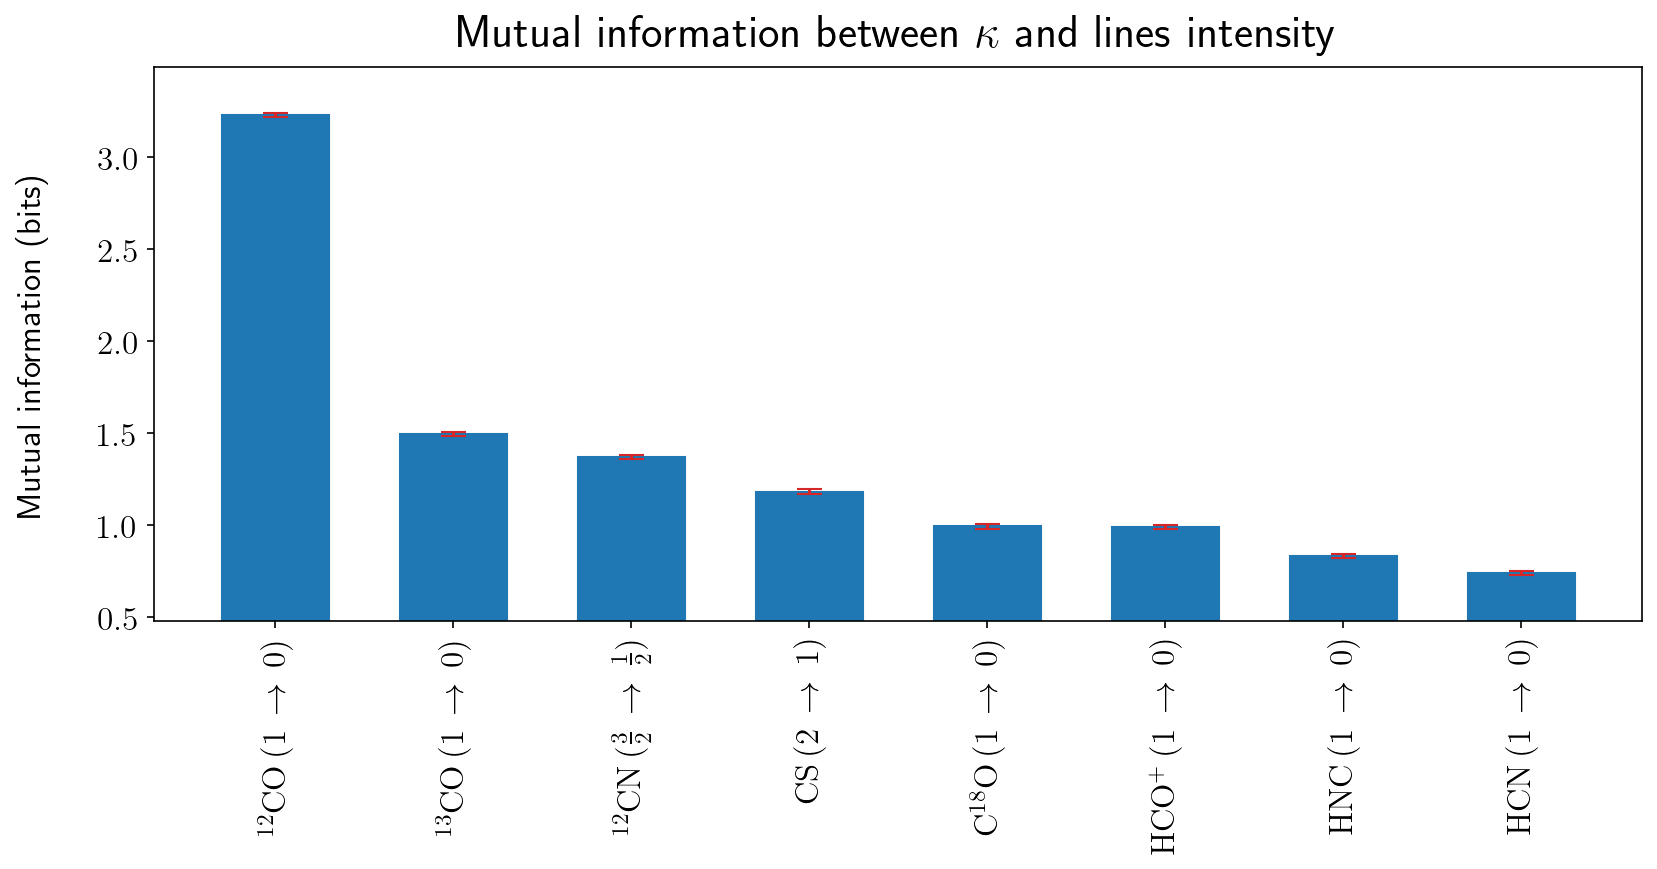 Mutual information between κ and lines intensity
Mutual information (bits)
3.0
2.5
2.0
1.5
1.0
0.5
¹²CO (1 → 0)
¹³CO (1 → 0)
¹²CN (3/2 → 1/2)
CS (2 → 1)
C¹⁸O (1 → 0)
HCO⁺ (1 → 0)
HNC (1 → 0)
HCN (1 → 0)